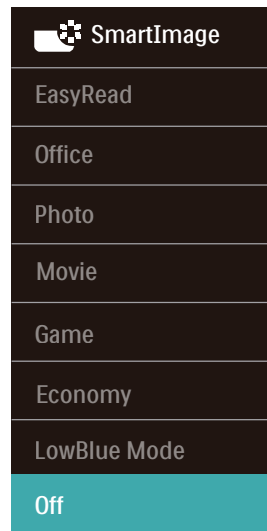 SmartImage
EasyRead
Office
Photo
Movie
Game
Economy
LowBlue Mode
Off